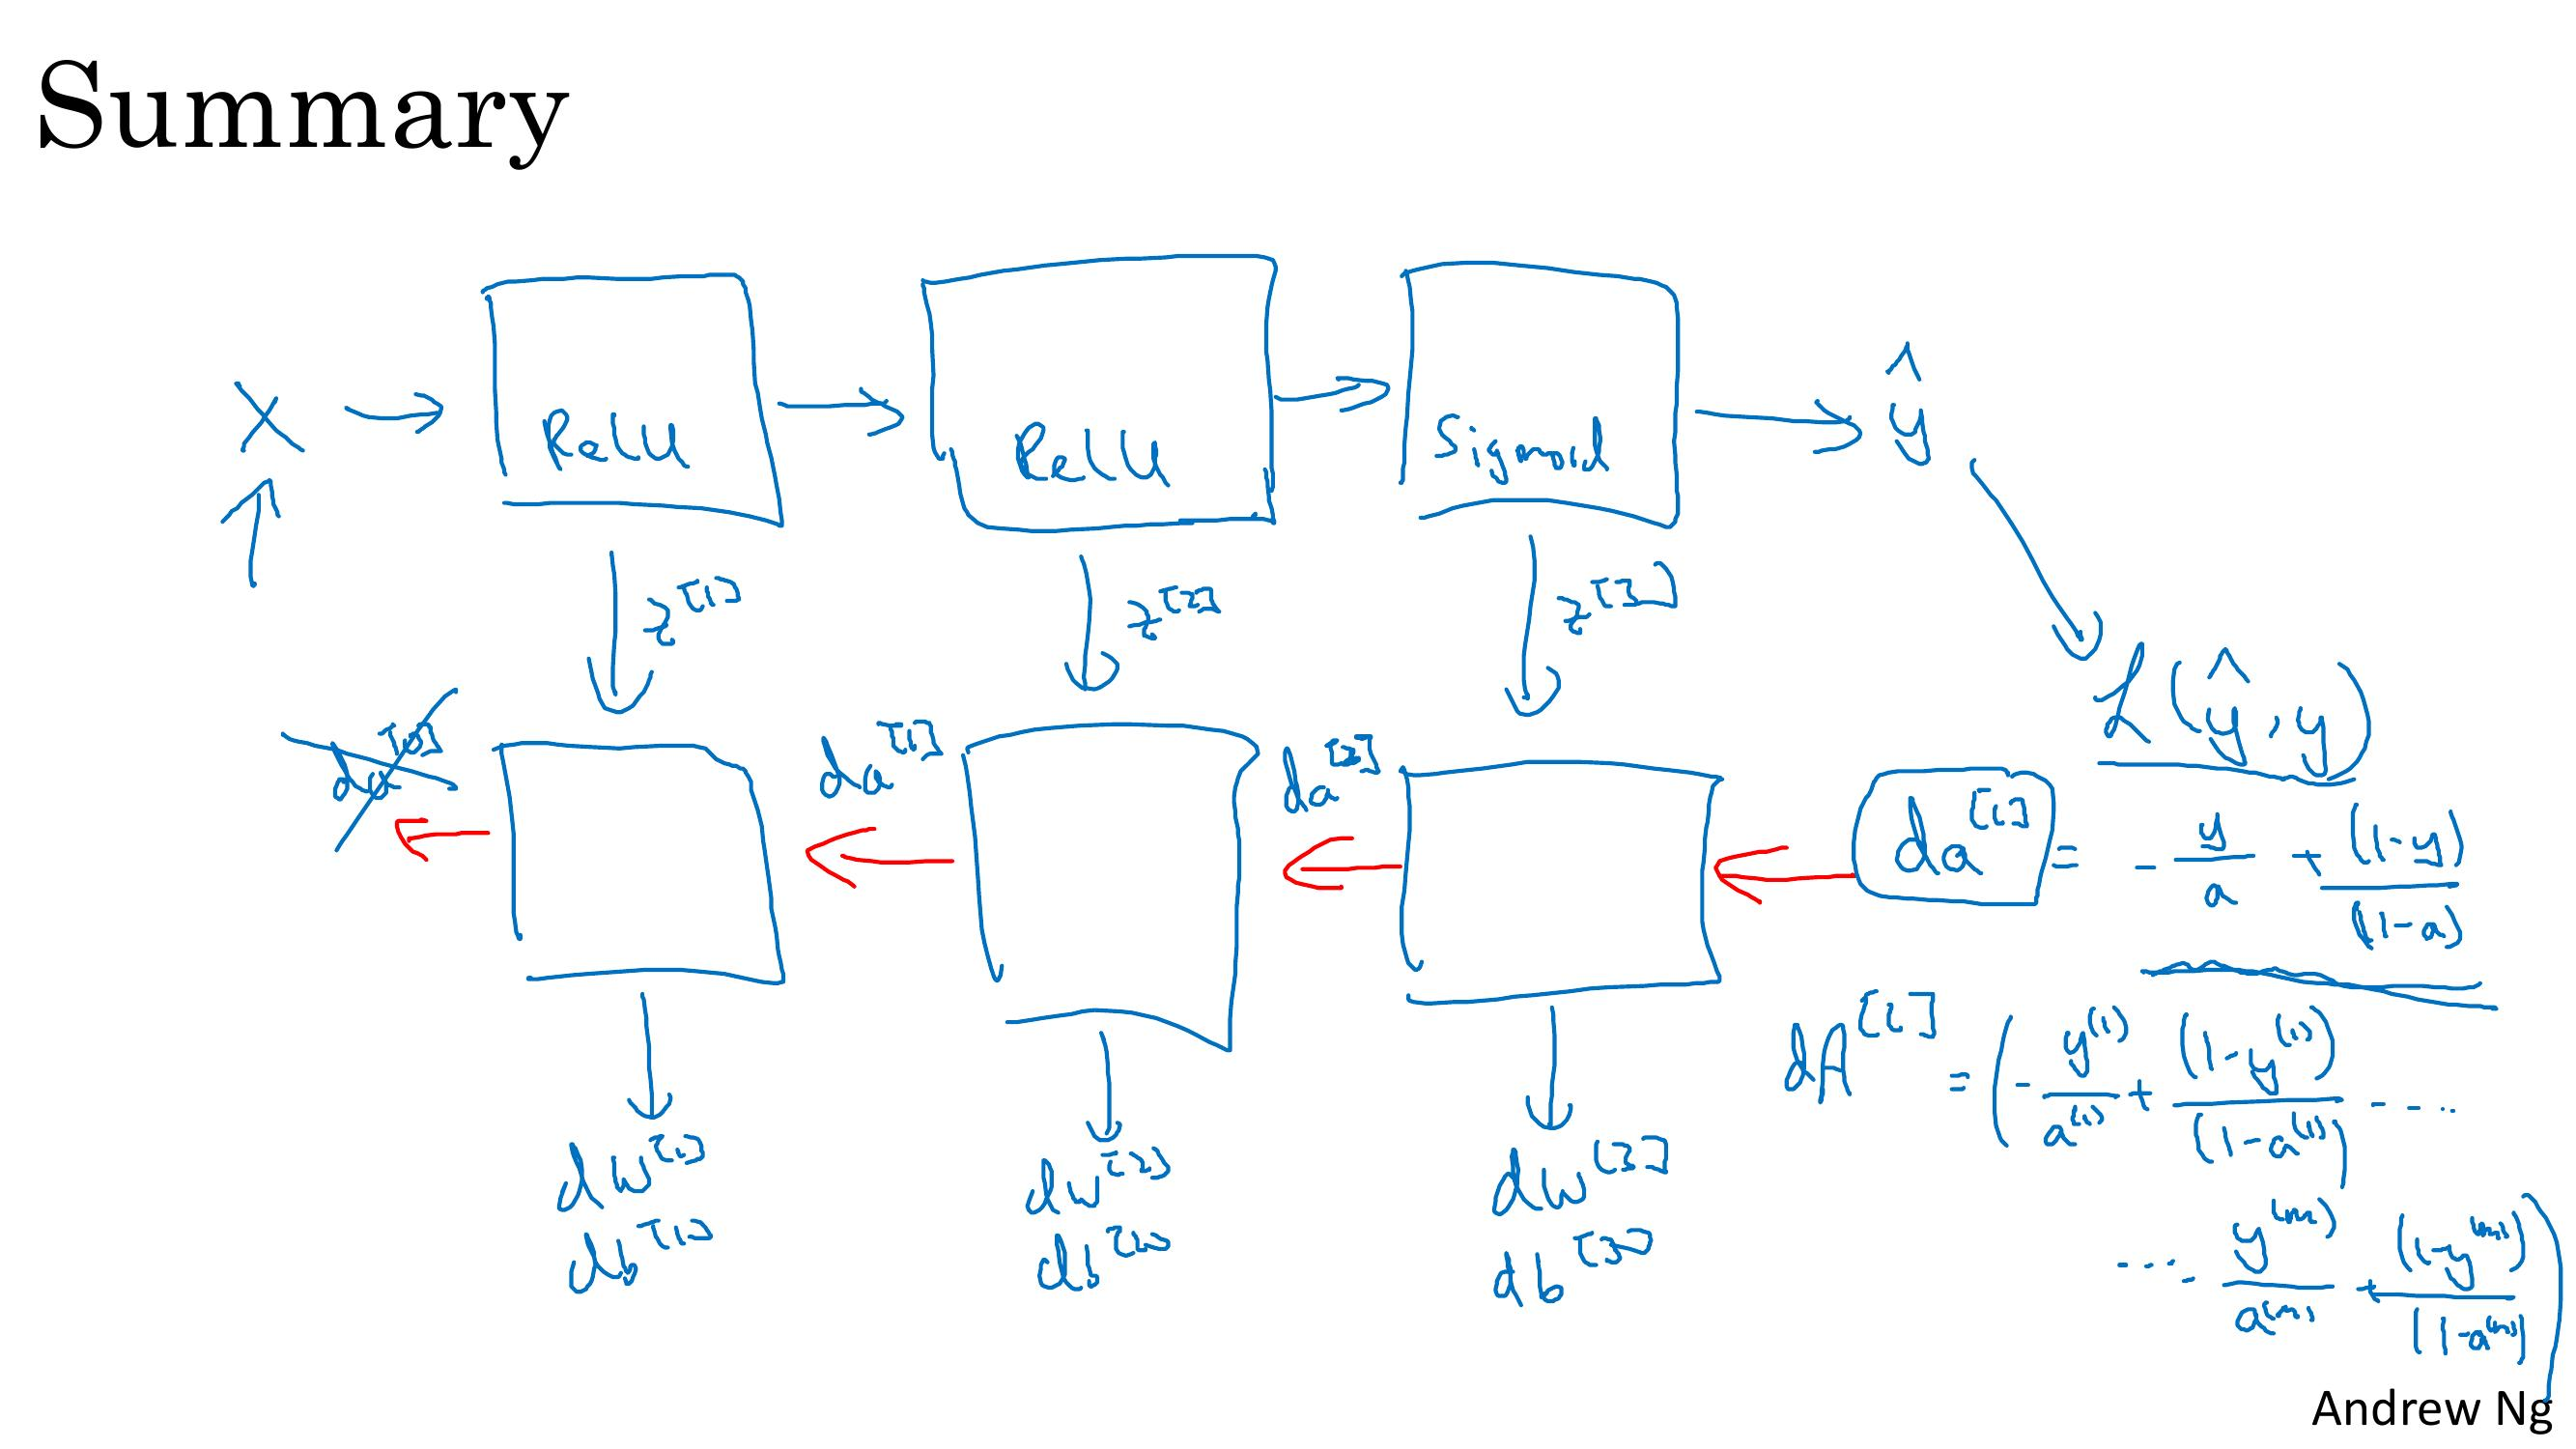 Summary
X → ReLU → ReLU → Sigmoid → ŷ
z^[1] z^[2] z^[3]
L(ŷ, y)
da^[0] da^[1] da^[2] da^[l] = - y/a + (1-y)/(1-a)
dA^[l] = (- y^(1)/a^(1) + (1-y^(1))/(1-a^(1)) ----
---- y^(m)/a^(m) + (1-y^(m))/(1-a^(m)))
dw^[1] dw^[2] dw^[3]
db^[1] db^[2] db^[3]
Andrew Ng